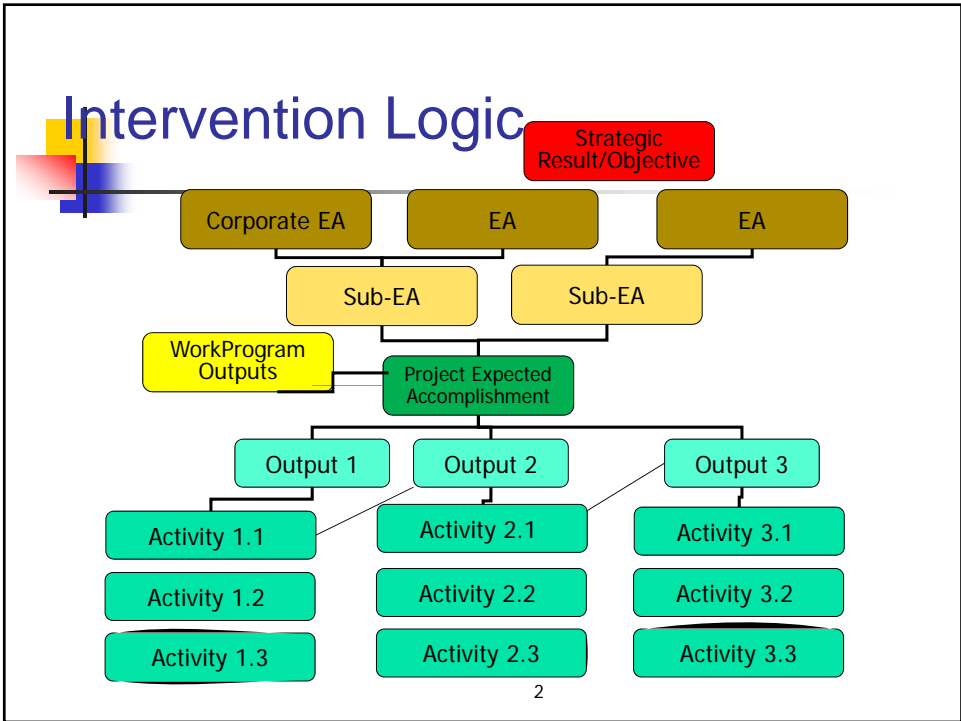 Intervention Logic
Strategic
Result/Objective
Corporate EA
EA
EA
Sub-EA
Sub-EA
WorkProgram
Outputs
Project Expected
Accomplishment
Output 1
Output 2
Output 3
Activity 1.1
Activity 2.1
Activity 3.1
Activity 1.2
Activity 2.2
Activity 3.2
Activity 1.3
Activity 2.3
Activity 3.3
2